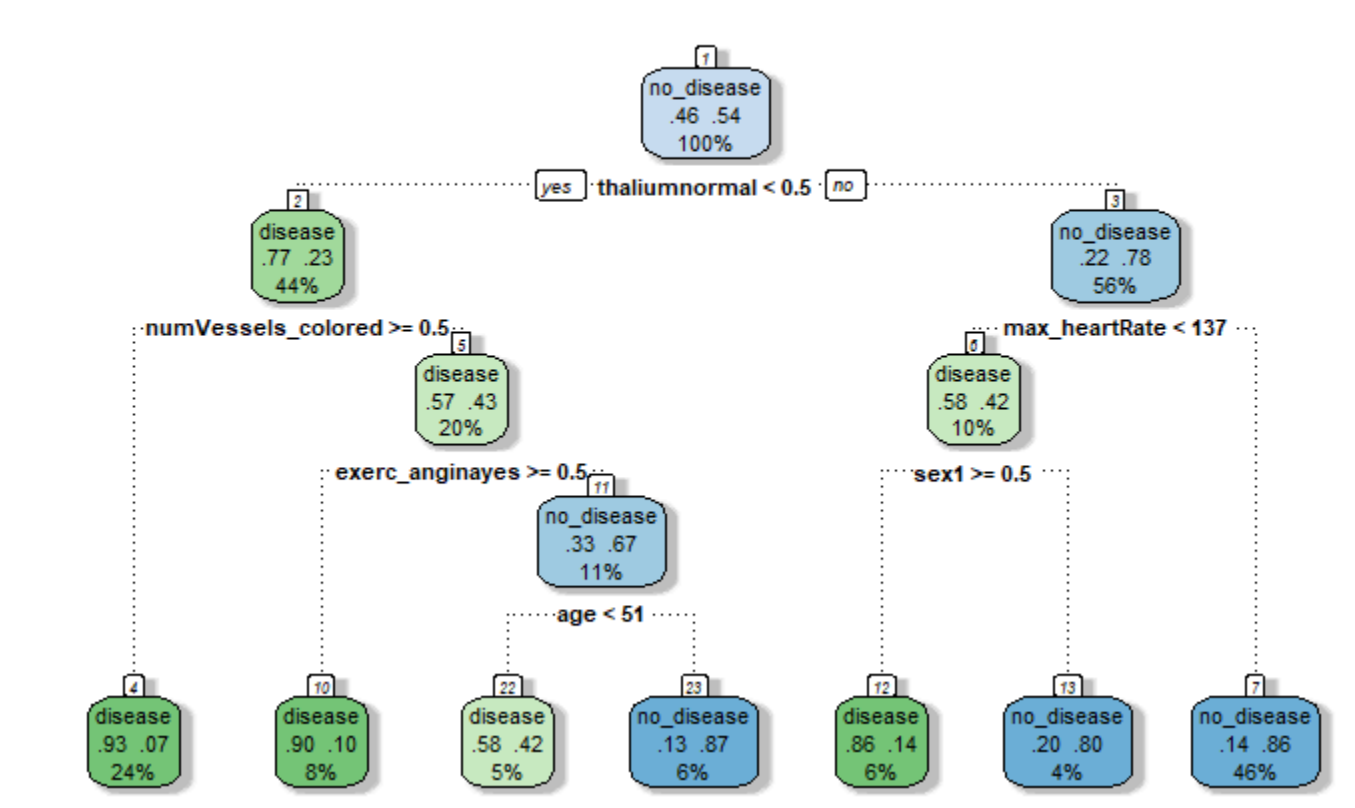 1
no_disease
.46 .54
100%
yes thaliumnormal < 0.5 no
2
disease
.77 .23
44%
3
no_disease
.22 .78
56%
numVessels_colored >= 0.5
max_heartRate < 137
5
disease
.57 .43
20%
6
disease
.58 .42
10%
exerc_anginayes >= 0.5
sex1 >= 0.5
11
no_disease
.33 .67
11%
age < 51
4
disease
.93 .07
24%
10
disease
.90 .10
8%
22
disease
.58 .42
5%
23
no_disease
.13 .87
6%
12
disease
.86 .14
6%
13
no_disease
.20 .80
4%
7
no_disease
.14 .86
46%